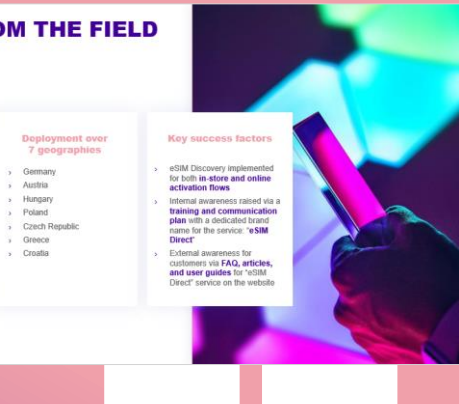 OM THE FIELD
Deployment over
7 geographies
› Germany
› Austria
› Hungary
› Poland
› Czech Republic
› Greece
› Croatia
Key success factors
› eSIM Discovery implemented
for both in-store and online
activation flows
› Internal awareness raised via a
training and communication
plan with a dedicated brand
name for the service: "eSIM
Direct"
› External awareness for
customers via FAQ, articles,
and user guides for "eSIM
Direct" service on the website